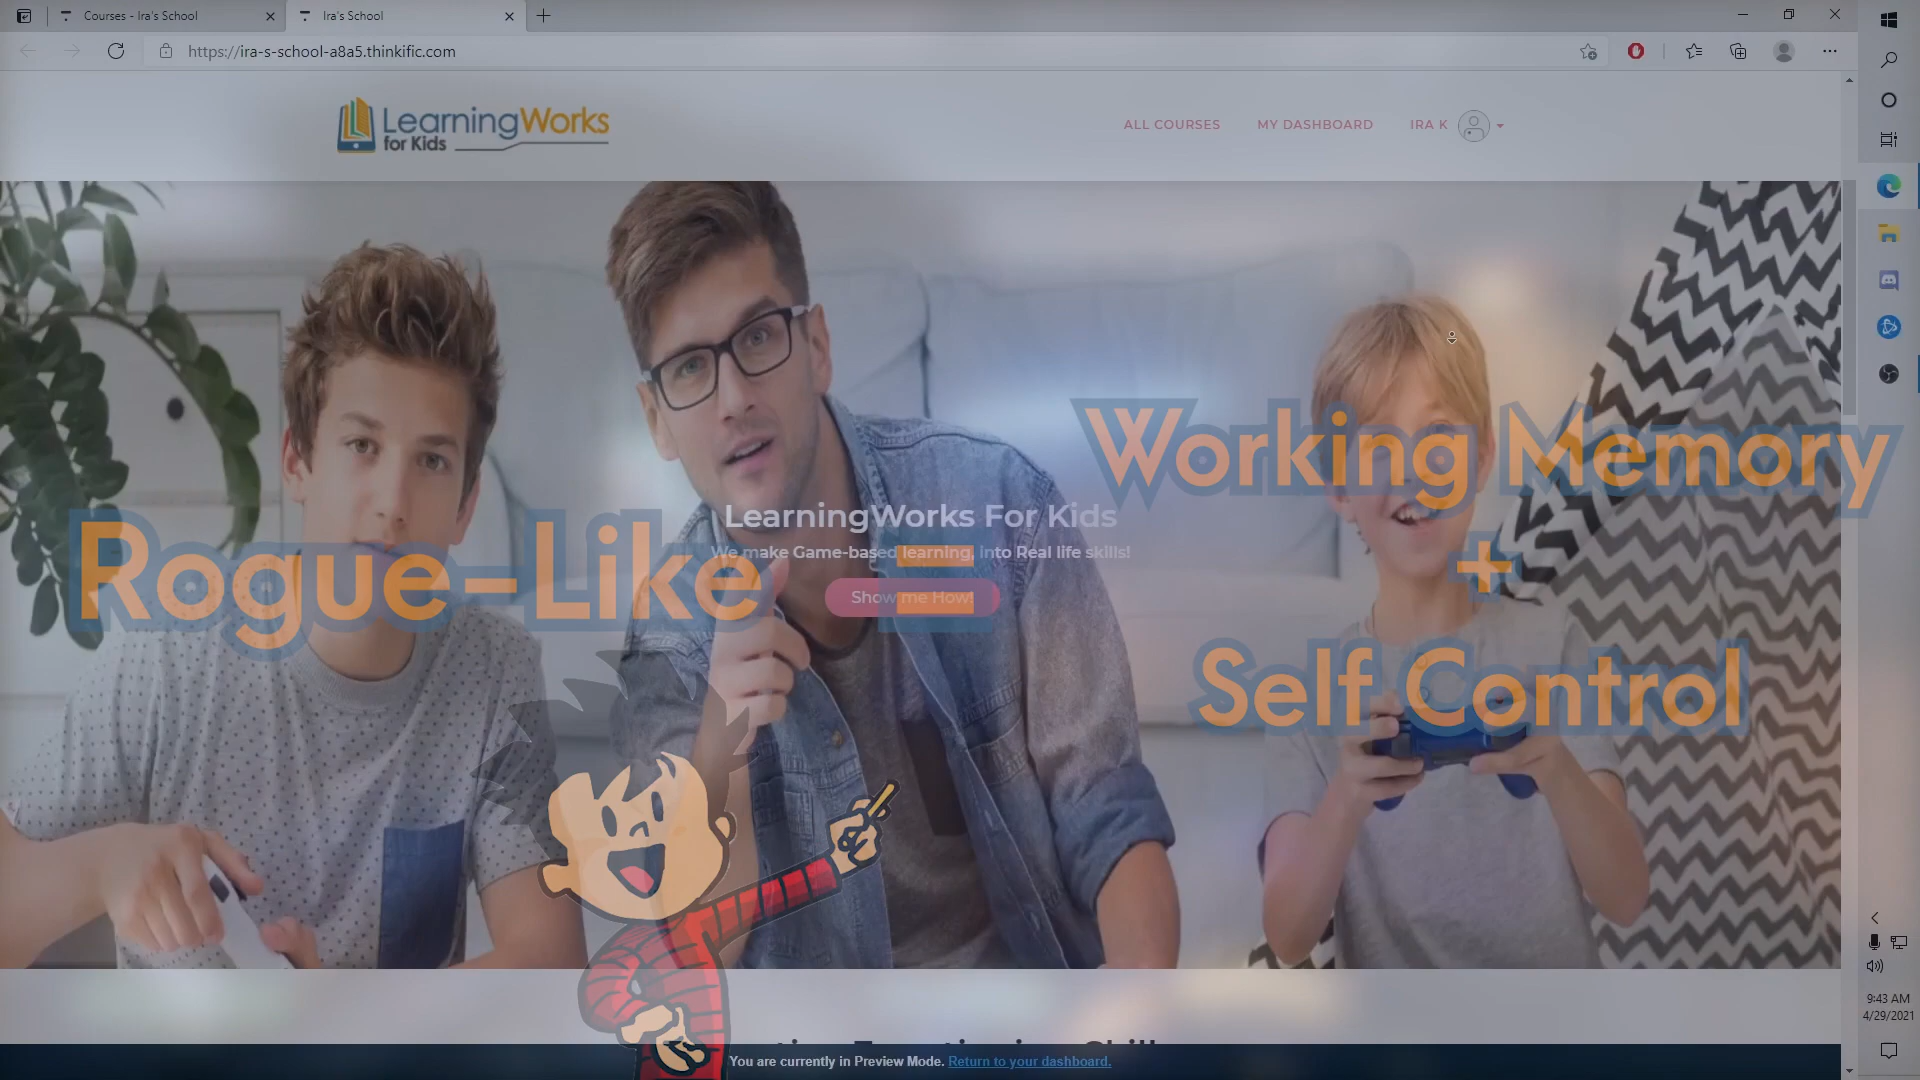 Courses - Ira's School
Ira's School
https://ira-s-school-a8a5.thinkific.com
LearningWorks
for Kids
ALL COURSES
MY DASHBOARD
IRA K
Working Memory
+
Self Control
Rogue-Like
=
LearningWorks For Kids
We make Game-based learning, into Real life skills!
Show me How!
9:43 AM
4/29/2021
You are currently in Preview Mode. Return to your dashboard.